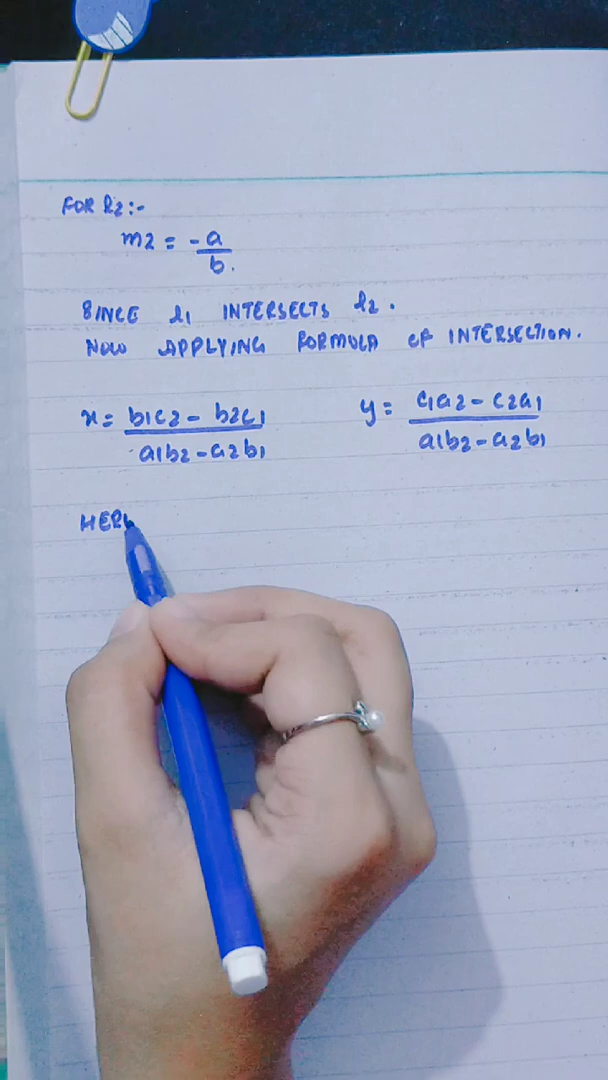 FOR l2:-
m2 = -a/b.
SINCE l1 INTERSECTS l2.
NOW APPLYING FORMULA OF INTERSECTION.
x = b1c2 - b2c1 / a1b2 - a2b1 y = c1a2 - c2a1 / a1b2 - a2b1
HER